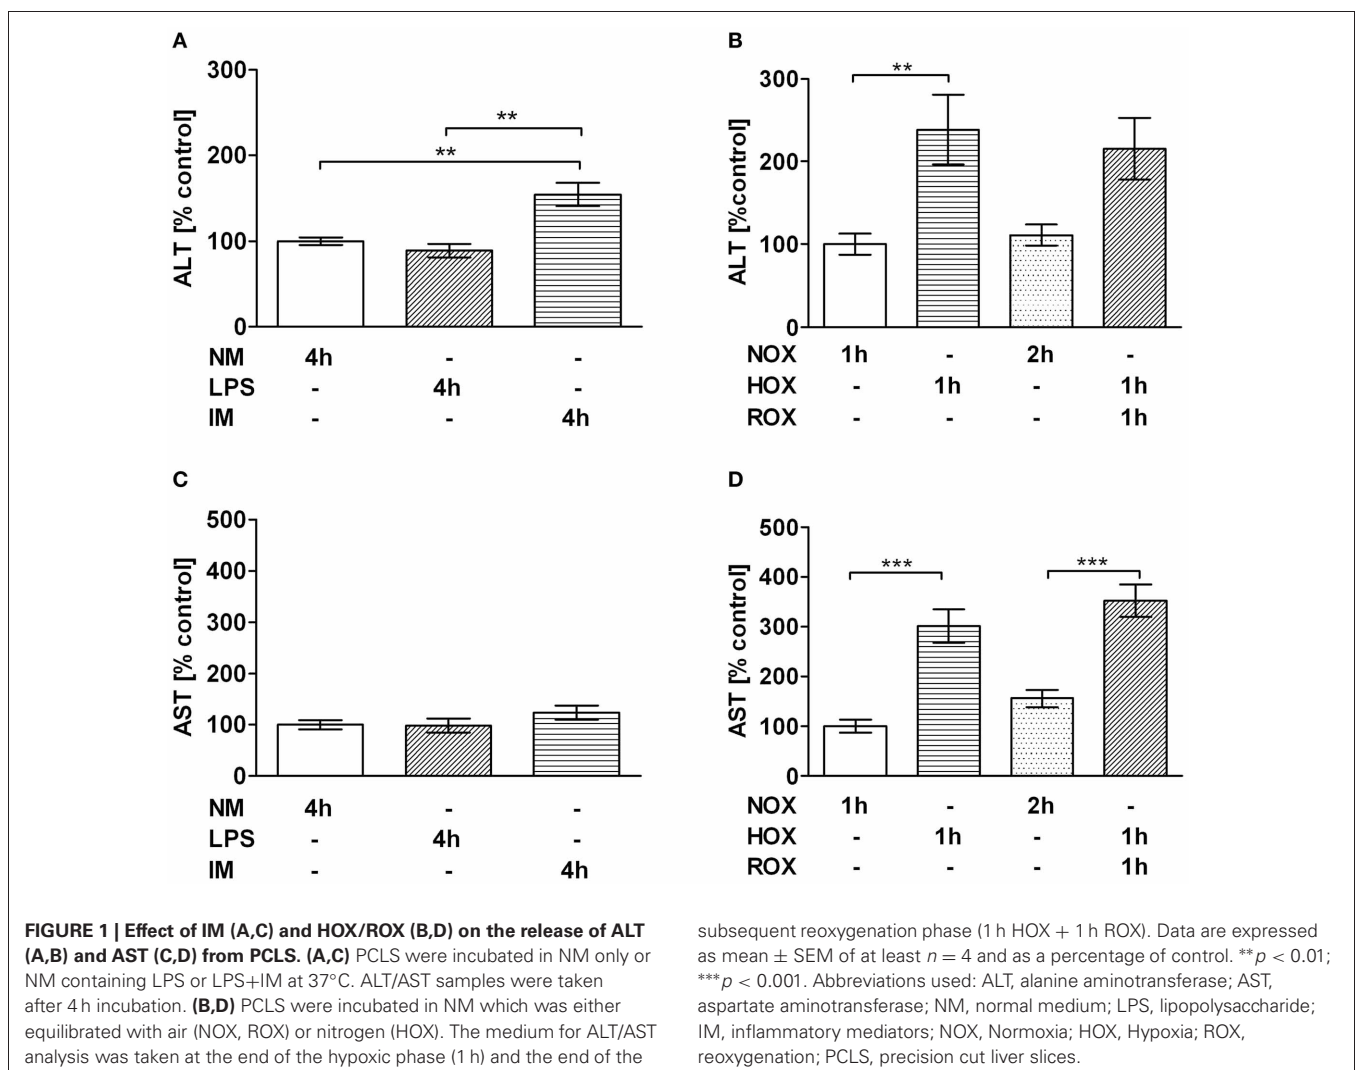 A
ALT [% control]
300
200
100
0
**
**
NM 4h - -
LPS - 4h -
IM - - 4h
B
ALT [%control]
300
200
100
0
**
NOX 1h - 2h -
HOX - 1h - 1h
ROX - - - 1h
C
AST [% control]
500
400
300
200
100
0
NM 4h - -
LPS - 4h -
IM - - 4h
D
AST [% control]
500
400
300
200
100
0
***
***
NOX 1h - 2h -
HOX - 1h - 1h
ROX - - - 1h
FIGURE 1 | Effect of IM (A,C) and HOX/ROX (B,D) on the release of ALT
(A,B) and AST (C,D) from PCLS. (A,C) PCLS were incubated in NM only or
NM containing LPS or LPS+IM at 37°C. ALT/AST samples were taken
after 4 h incubation. (B,D) PCLS were incubated in NM which was either
equilibrated with air (NOX, ROX) or nitrogen (HOX). The medium for ALT/AST
analysis was taken at the end of the hypoxic phase (1 h) and the end of the
subsequent reoxygenation phase (1 h HOX + 1 h ROX). Data are expressed
as mean ± SEM of at least n = 4 and as a percentage of control. **p < 0.01;
***p < 0.001. Abbreviations used: ALT, alanine aminotransferase; AST,
aspartate aminotransferase; NM, normal medium; LPS, lipopolysaccharide;
IM, inflammatory mediators; NOX, Normoxia; HOX, Hypoxia; ROX,
reoxygenation; PCLS, precision cut liver slices.